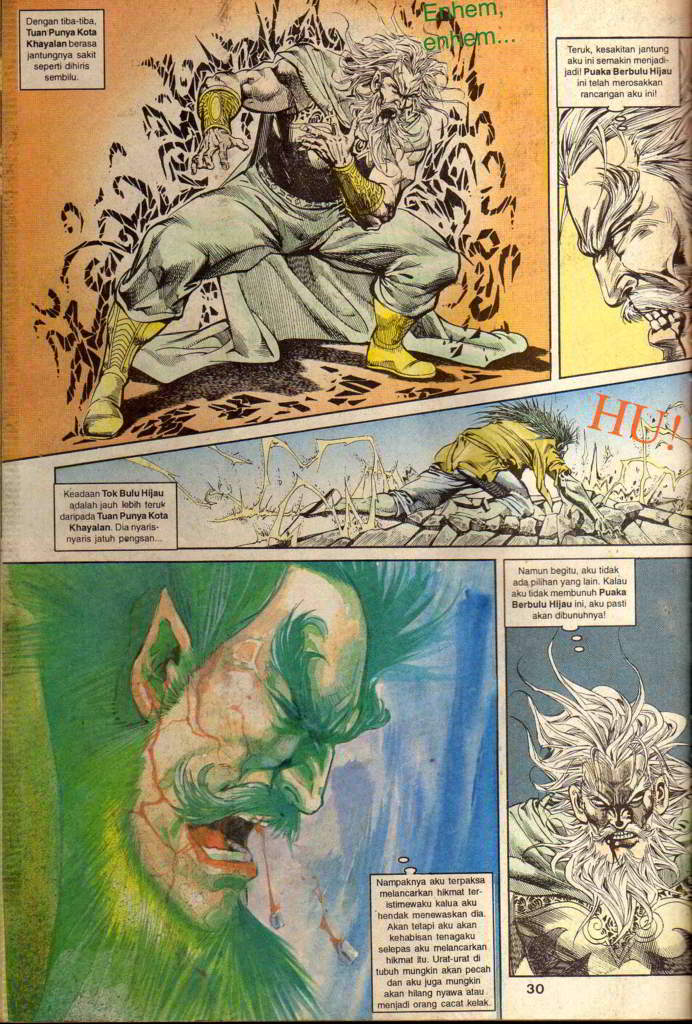 Dengan tiba-tiba,
Tuan Punya Kota
Khayalan berasa
jantungnya sakit
seperti dihiris
sembilu.
Enhem,
enhem...
Teruk, kesakitan jantung
aku ini semakin menjadi-
jadi! Puaka Berbulu Hijau
ini telah merosakkan
rancangan aku ini!
HU!
Keadaan Tok Bulu Hijau
adalah jauh lebih teruk
daripada Tuan Punya Kota
Khayalan. Dia nyaris-
nyaris jatuh pengsan...
Namun begitu, aku tidak
ada pilihan yang lain. Kalau
aku tidak membunuh Puaka
Berbulu Hijau ini, aku pasti
akan dibunuhnya!
Nampaknya aku terpaksa
melancarkan hikmat ter-
istimewaku kalua aku
hendak menewaskan dia.
Akan tetapi aku akan
kehabisan tenagaku
selepas aku melancarkan
hikmat itu. Urat-urat di
tubuh mungkin akan pecah
dan aku juga mungkin
akan hilang nyawa atau
menjadi orang cacat kelak.
30